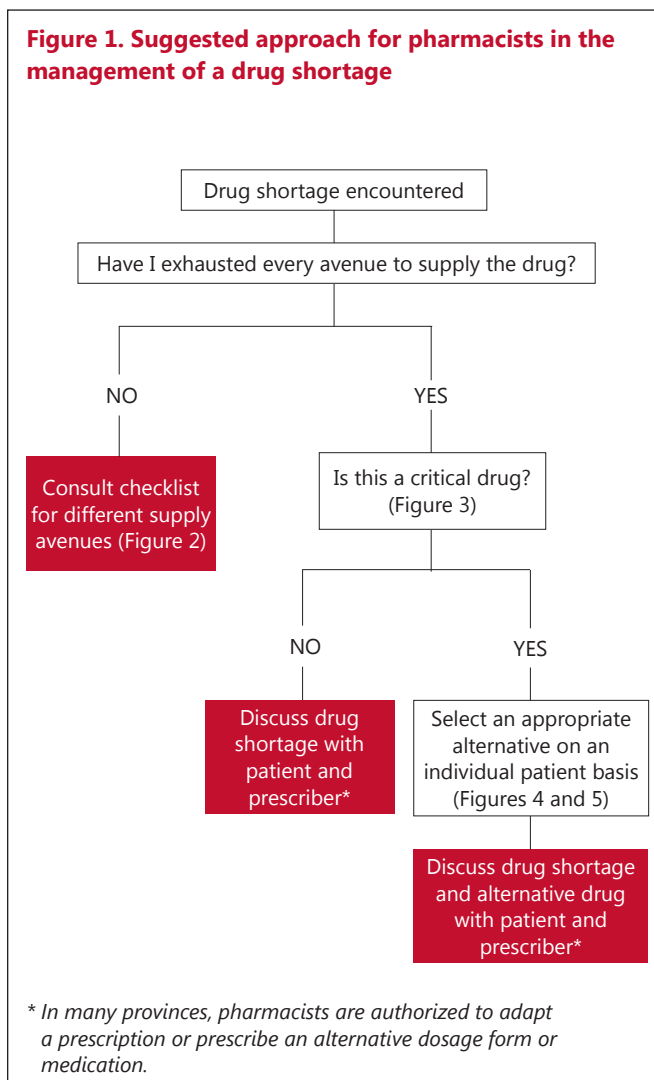 Figure 1. Suggested approach for pharmacists in the
management of a drug shortage
Drug shortage encountered
Have I exhausted every avenue to supply the drug?
NO
YES
Consult checklist
for different supply
avenues (Figure 2)
Is this a critical drug?
(Figure 3)
NO
YES
Discuss drug
shortage with
patient and
prescriber*
Select an appropriate
alternative on an
individual patient basis
(Figures 4 and 5)
Discuss drug shortage
and alternative drug
with patient and
prescriber*
* In many provinces, pharmacists are authorized to adapt
a prescription or prescribe an alternative dosage form or
medication.